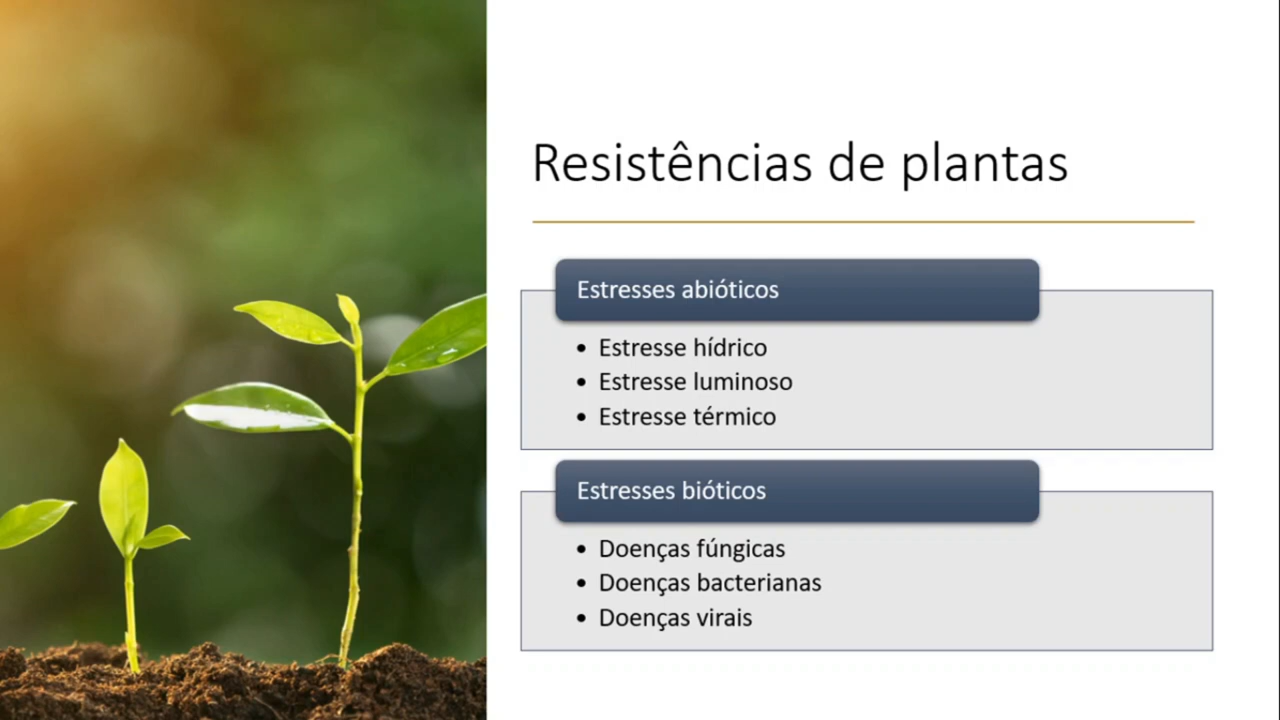 Resistências de plantas
Estresses abióticos
• Estresse hídrico
• Estresse luminoso
• Estresse térmico
Estresses bióticos
• Doenças fúngicas
• Doenças bacterianas
• Doenças virais